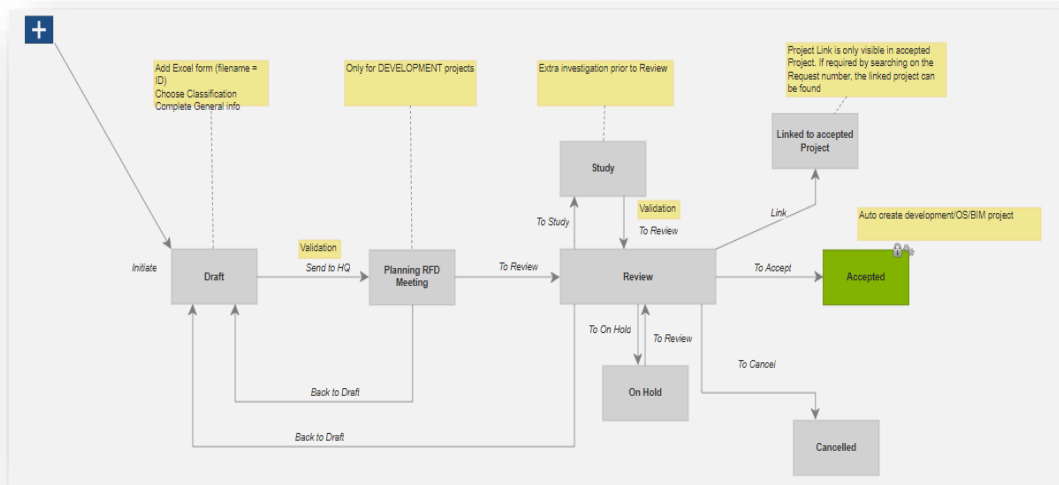 Project Link is only visible in accepted
Project. If required by searching on the
Request number, the linked project can
be found
Add Excel form (filename =
ID)
Choose Classification
Complete General info
Only for DEVELOPMENT projects
Extra investigation prior to Review
Linked to accepted
Project
Study
Validation
To Study
To Review
Link
Auto create development/OS/BIM project
Initiate
Validation
Send to HQ
Draft
Planning RFD
Meeting
To Review
Review
To Accept
Accepted
To On Hold
To Review
To Cancel
On Hold
Back to Draft
Back to Draft
Cancelled